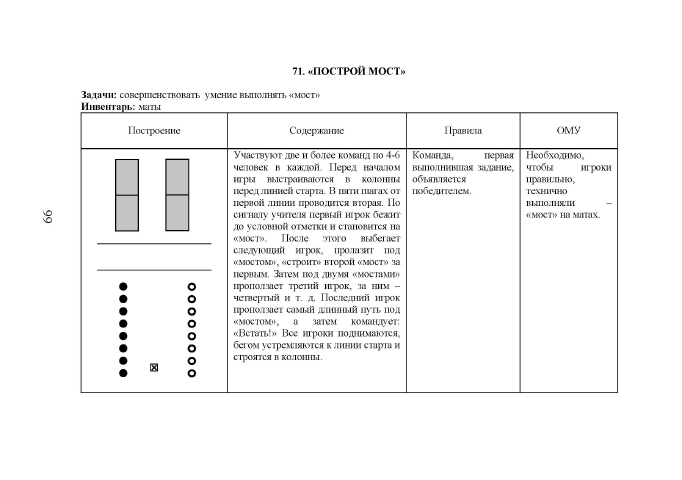 71. «ПОСТРОЙ МОСТ»
Задачи: совершенствовать умение выполнять «мост»
Инвентарь: маты
Построение
Содержание
Правила
ОМУ
Участвуют две и более команд по 4-6
человек в каждой. Перед началом
игры выстраиваются в колонны
перед линией старта. В пяти шагах от
первой линии проводится вторая. По
сигналу учителя первый игрок бежит
до условной отметки и становится на
«мост». После этого выбегает
следующий игрок, пролазит под
«мостом», «строит» второй «мост» за
первым. Затем под двумя «мостами»
проползает третий игрок, за ним –
четвертый и т. д. Последний игрок
проползает самый длинный путь под
«мостом», а затем командует:
«Встать!» Все игроки поднимаются,
бегом устремляются к линии старта и
строятся в колонны.
Команда, первая
выполнившая задание,
объявляется
победителем.
Необходимо,
чтобы игроки
правильно,
технично
выполняли –
«мост» на матах.
66